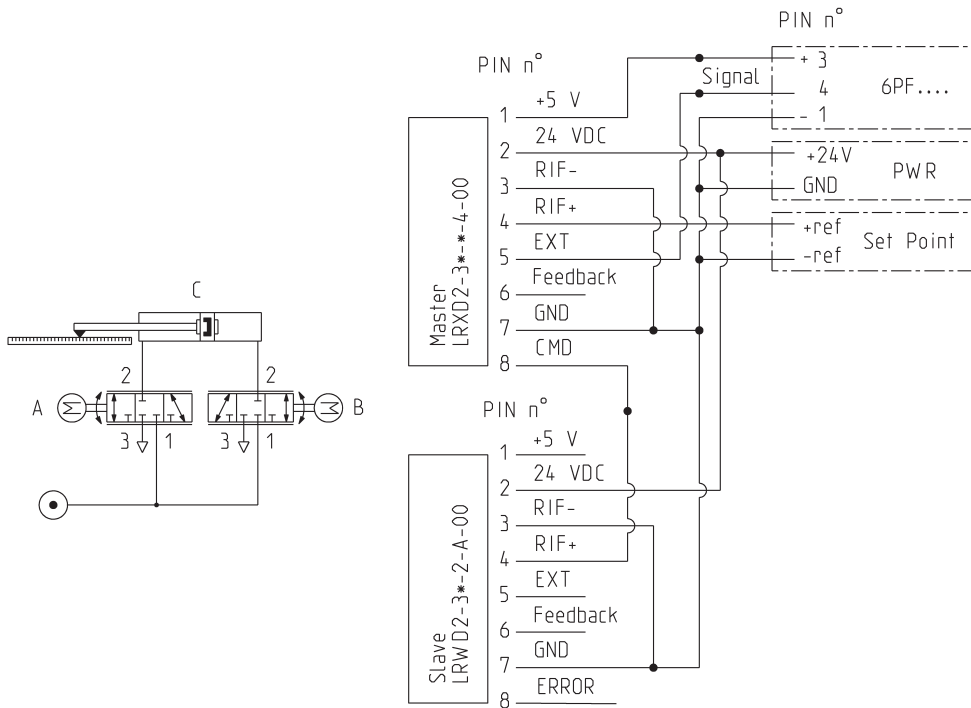 PIN n°
+ 3
Signal
4
6PF....
- 1
PIN n°
1
+5 V
2
24 VDC
+24V
PWR
3
RIF-
GND
4
RIF+
+ref
Set Point
5
EXT
-ref
6
Feedback
7
GND
8
CMD
Master
LRXD2-3*-*-4-00
C
2
2
A
M
M
B
3
1
3
1
PIN n°
1
+5 V
2
24 VDC
3
RIF-
4
RIF+
5
EXT
6
Feedback
7
GND
8
ERROR
Slave
LRWD2-3*-2-A-00